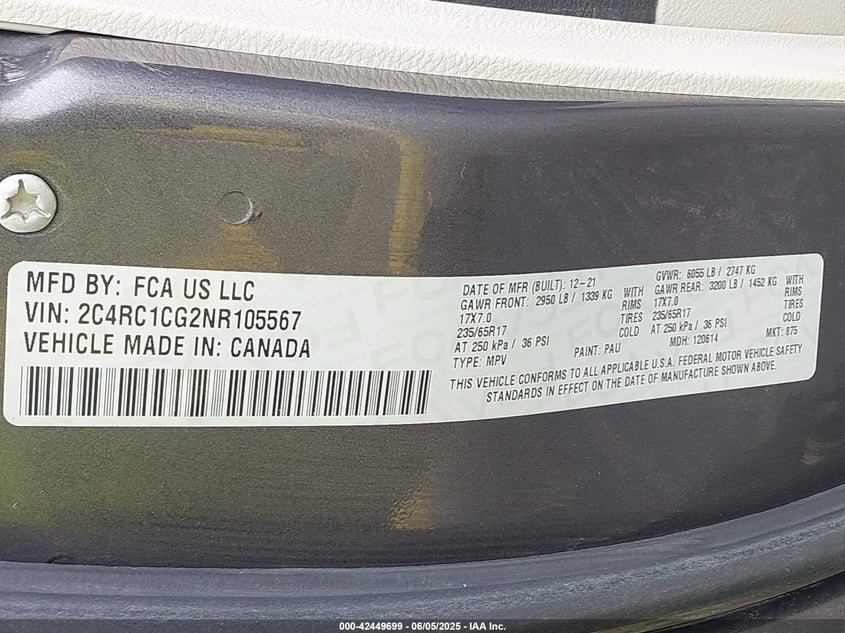 MFD BY: FCA US LLC
VIN: 2C4RC1CG2NR105567
VEHICLE MADE IN: CANADA
DATE OF MFR (BUILT): 12-21 GVWR: 6055 LB / 2747 KG
GAWR FRONT: 2950 LB / 1339 KG WITH GAWR REAR: 3200 LB / 1452 KG WITH
17X7.0 RIMS 17X7.0 RIMS
235/65R17 TIRES 235/65R17 TIRES
AT 250 kPa / 36 PSI COLD AT 250 kPa / 36 PSI COLD
TYPE: MPV PAINT: PAU MDH: 120614 MKT: 875
THIS VEHICLE CONFORMS TO ALL APPLICABLE U.S.A. FEDERAL MOTOR VEHICLE SAFETY
STANDARDS IN EFFECT ON THE DATE OF MANUFACTURE SHOWN ABOVE.
000-42449699 - 06/05/2025 - IAA Inc.